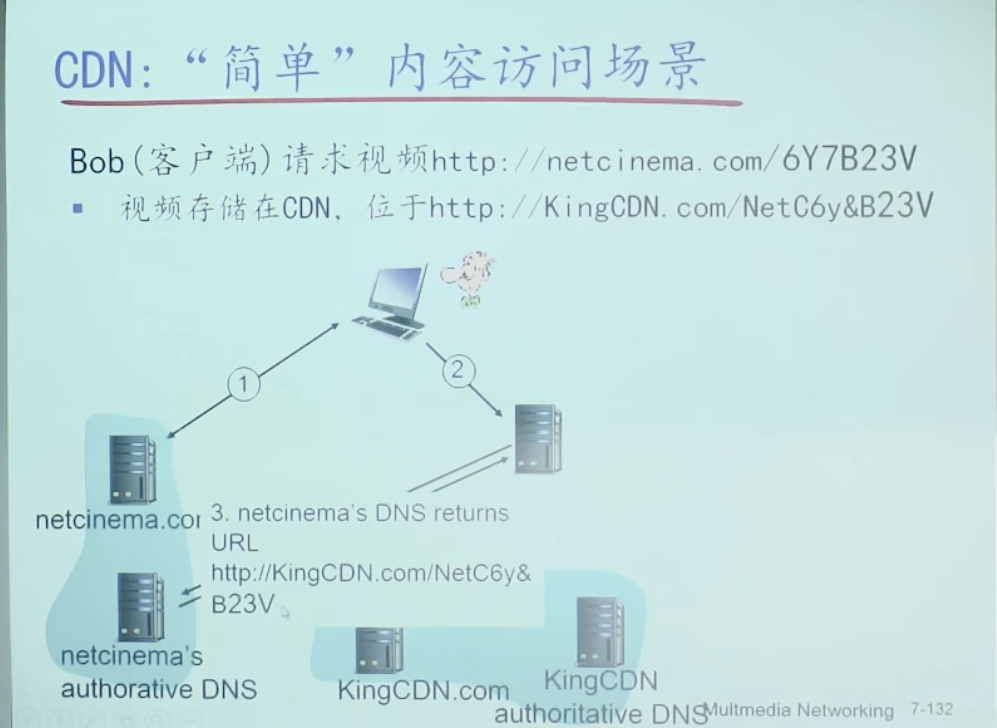 CDN: “简单”内容访问场景
Bob(客户端)请求视频http://netcinema.com/6Y7B23V
▪ 视频存储在CDN, 位于http://KingCDN.com/NetC6y&B23V
1
2
netcinema.cor
3. netcinema's DNS returns
URL
http://KingCDN.com/NetC6y&
B23V
netcinema's
authorative DNS
KingCDN.com
KingCDN
authoritative DNS
Multmedia Networking 7-132